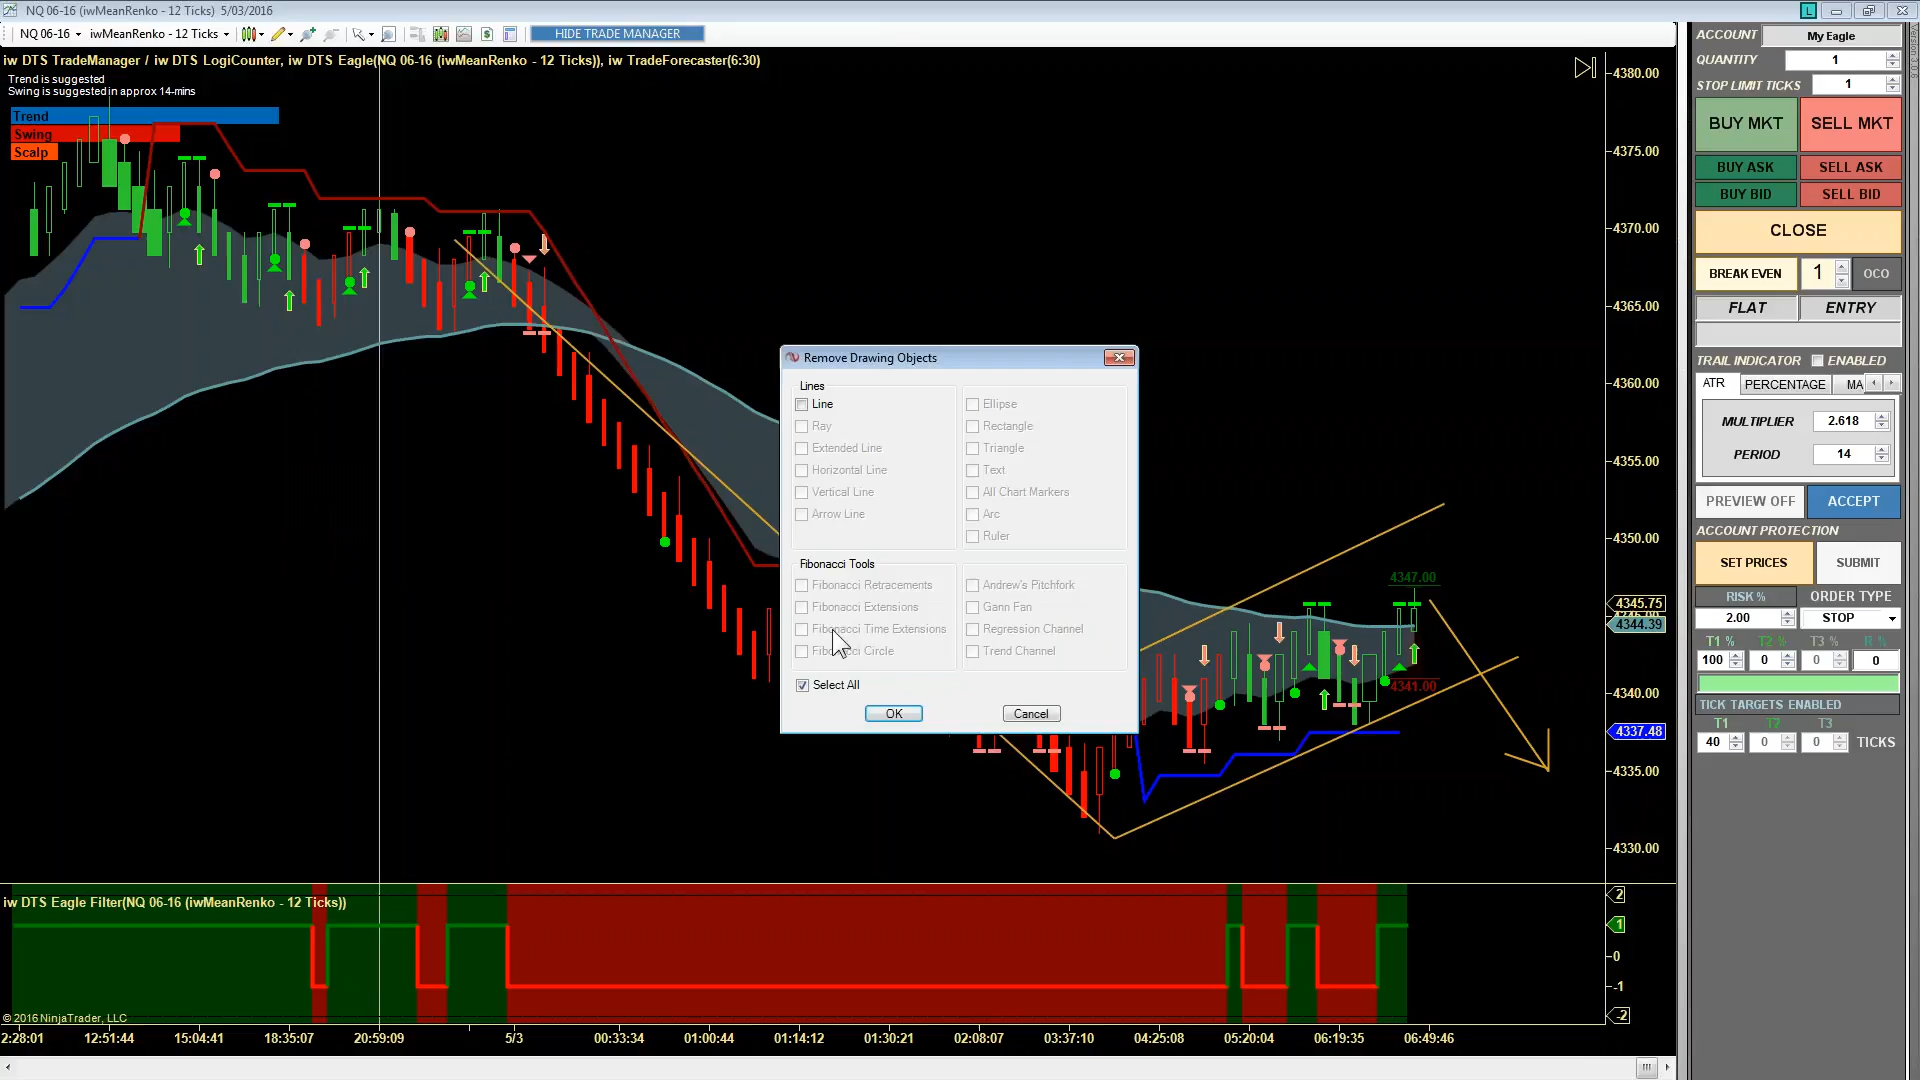 NQ 06-16 (iwMeanRenko - 12 Ticks) 5/03/2016
NQ 06-16 iwMeanRenko - 12 Ticks HIDE TRADE MANAGER
iw DTS TradeManager / iw DTS LogiCounter, iw DTS Eagle(NQ 06-16 (iwMeanRenko - 12 Ticks)), iw TradeForecaster(6:30)
Trend is suggested
Swing is suggested in approx 14-mins
Trend
Swing
Scalp
4380.00
4375.00
4370.00
4365.00
4360.00
4355.00
4350.00
4345.75
4344.39
4340.00
4337.48
4335.00
4330.00
4347.00
4341.00
Remove Drawing Objects
Lines
Line
Ray
Extended Line
Horizontal Line
Vertical Line
Arrow Line
Ellipse
Rectangle
Triangle
Text
All Chart Markers
Arc
Ruler
Fibonacci Tools
Fibonacci Retracements
Fibonacci Extensions
Fibonacci Time Extensions
Circle
Andrew's Pitchfork
Gann Fan
Regression Channel
Trend Channel
Select All
OK Cancel
iw DTS Eagle Filter(NQ 06-16 (iwMeanRenko - 12 Ticks))
2
1
0
-1
-2
© 2016 NinjaTrader, LLC
2:28:01 12:51:44 15:04:41 18:35:07 20:59:09 5/3 00:33:34 01:00:44 01:14:12 01:30:21 02:08:07 03:37:10 04:25:08 05:20:04 06:19:35 06:49:46
L
ACCOUNT My Eagle
QUANTITY 1
STOP LIMIT TICKS 1
BUY MKT SELL MKT
BUY ASK SELL ASK
BUY BID SELL BID
CLOSE
BREAK EVEN 1 OCO
FLAT ENTRY
TRAIL INDICATOR ENABLED
ATR PERCENTAGE MA
MULTIPLIER 2.618
PERIOD 14
PREVIEW OFF ACCEPT
ACCOUNT PROTECTION
SET PRICES SUBMIT
RISK % ORDER TYPE
2.00 STOP
T1 % T2 % T3 % R %
100 0 0 0
TICK TARGETS ENABLED
T1 T2 T3
40 0 0 TICKS